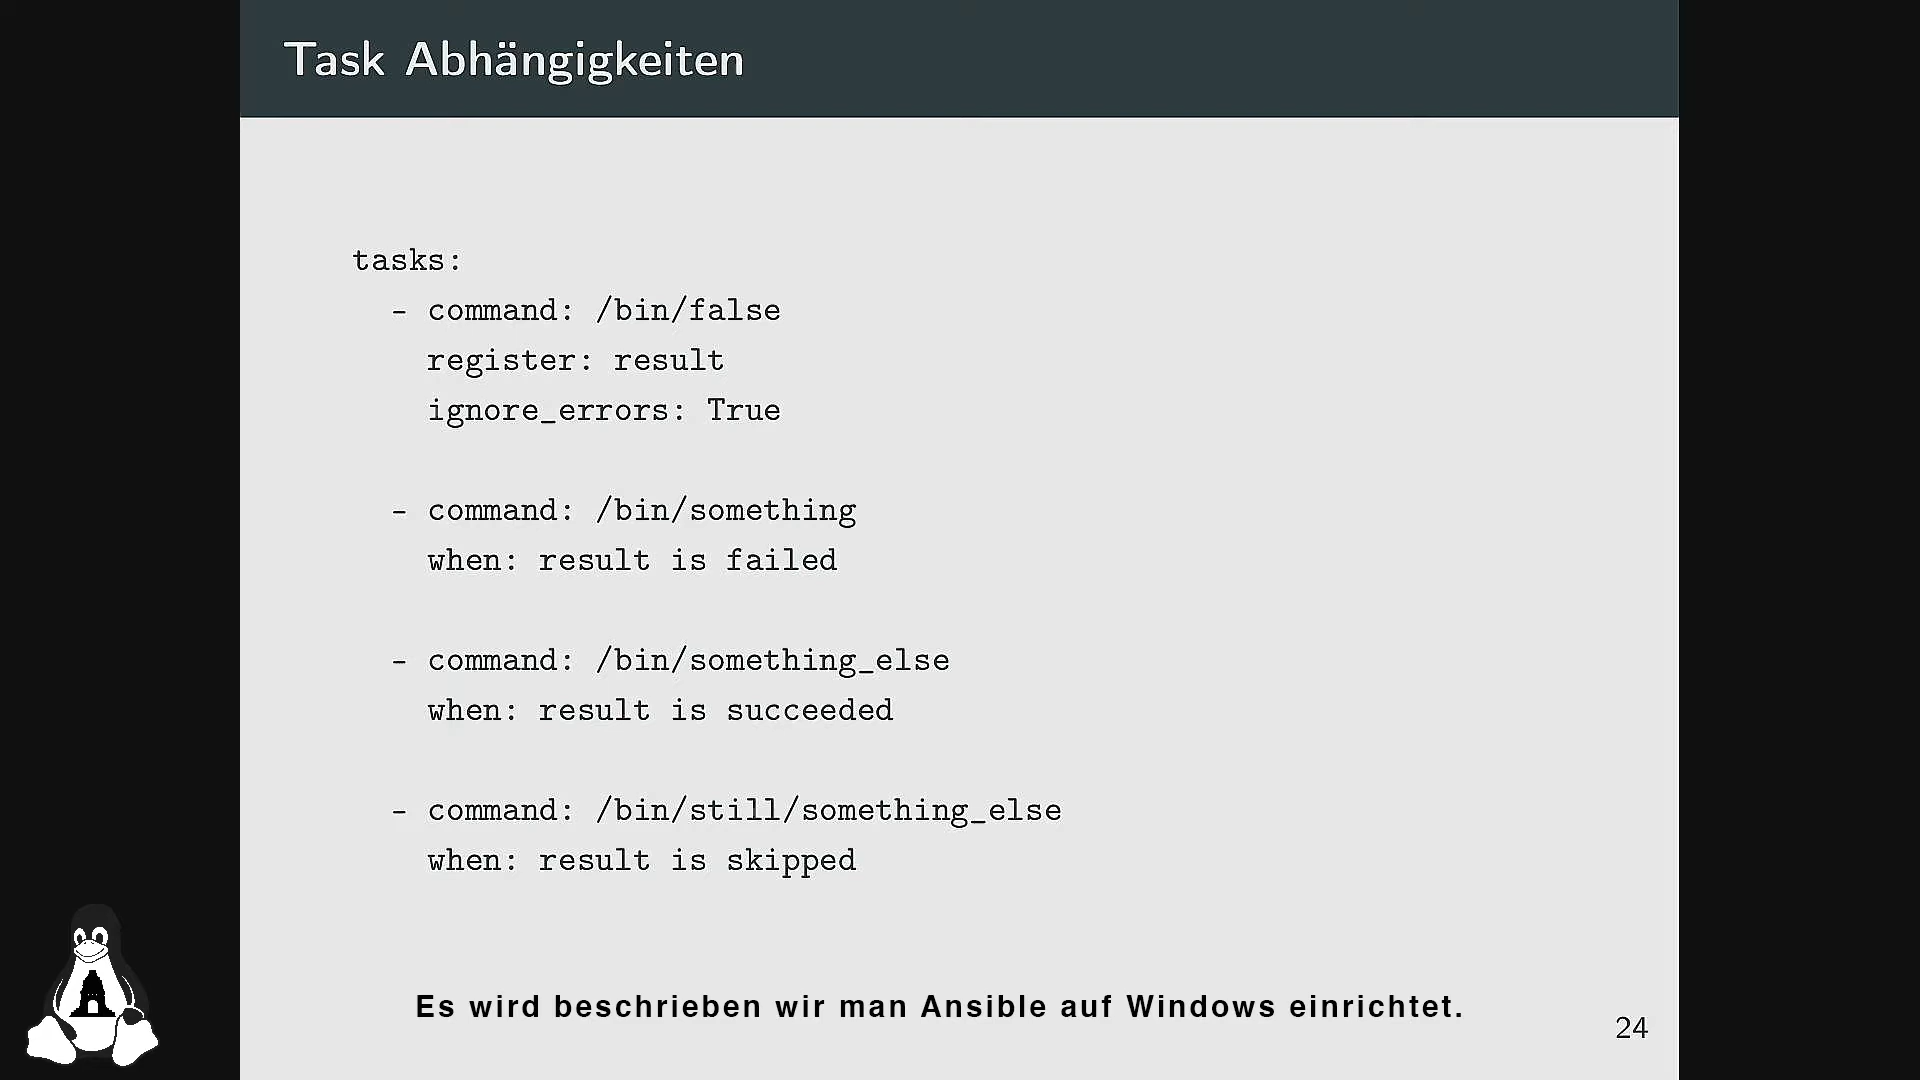 Task Abhängigkeiten
tasks:
- command: /bin/false
register: result
ignore_errors: True
- command: /bin/something
when: result is failed
- command: /bin/something_else
when: result is succeeded
- command: /bin/still/something_else
when: result is skipped
Es wird beschrieben wir man Ansible auf Windows einrichtet.
24